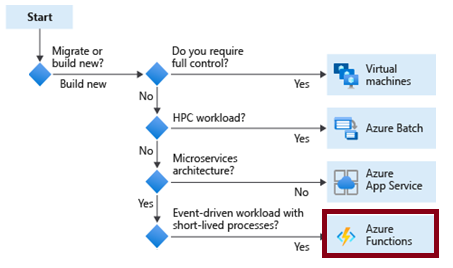 Start
Migrate or
build new?
Build new
Do you require
full control?
Yes
Virtual
machines
No
HPC workload?
Yes
Azure Batch
No
Microservices
architecture?
No
Azure
App Service
Yes
Event-driven workload with
short-lived processes?
Yes
Azure
Functions